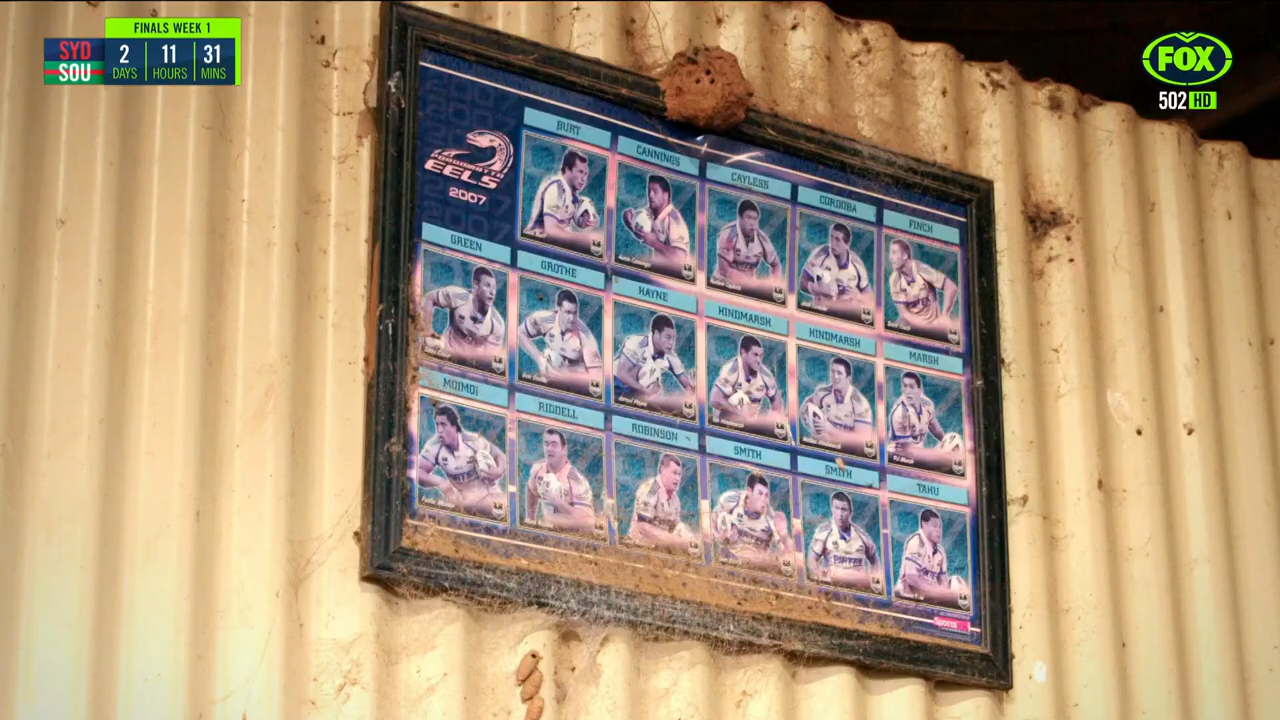 FINALS WEEK 1
SYD
SOU
2 11 31
DAYS HOURS MINS
FOX
502 HD
PARRAMATTA
EELS
2007
BURT
CANNINGS
CAYLESS
CORDOBA
FINCH
GREEN
GROTHE
HAYNE
HINDMARSH
HINDMARSH
MARSH
MOIMOI
RIDDELL
ROBINSON
SMITH
SMITH
TAHU
Sports